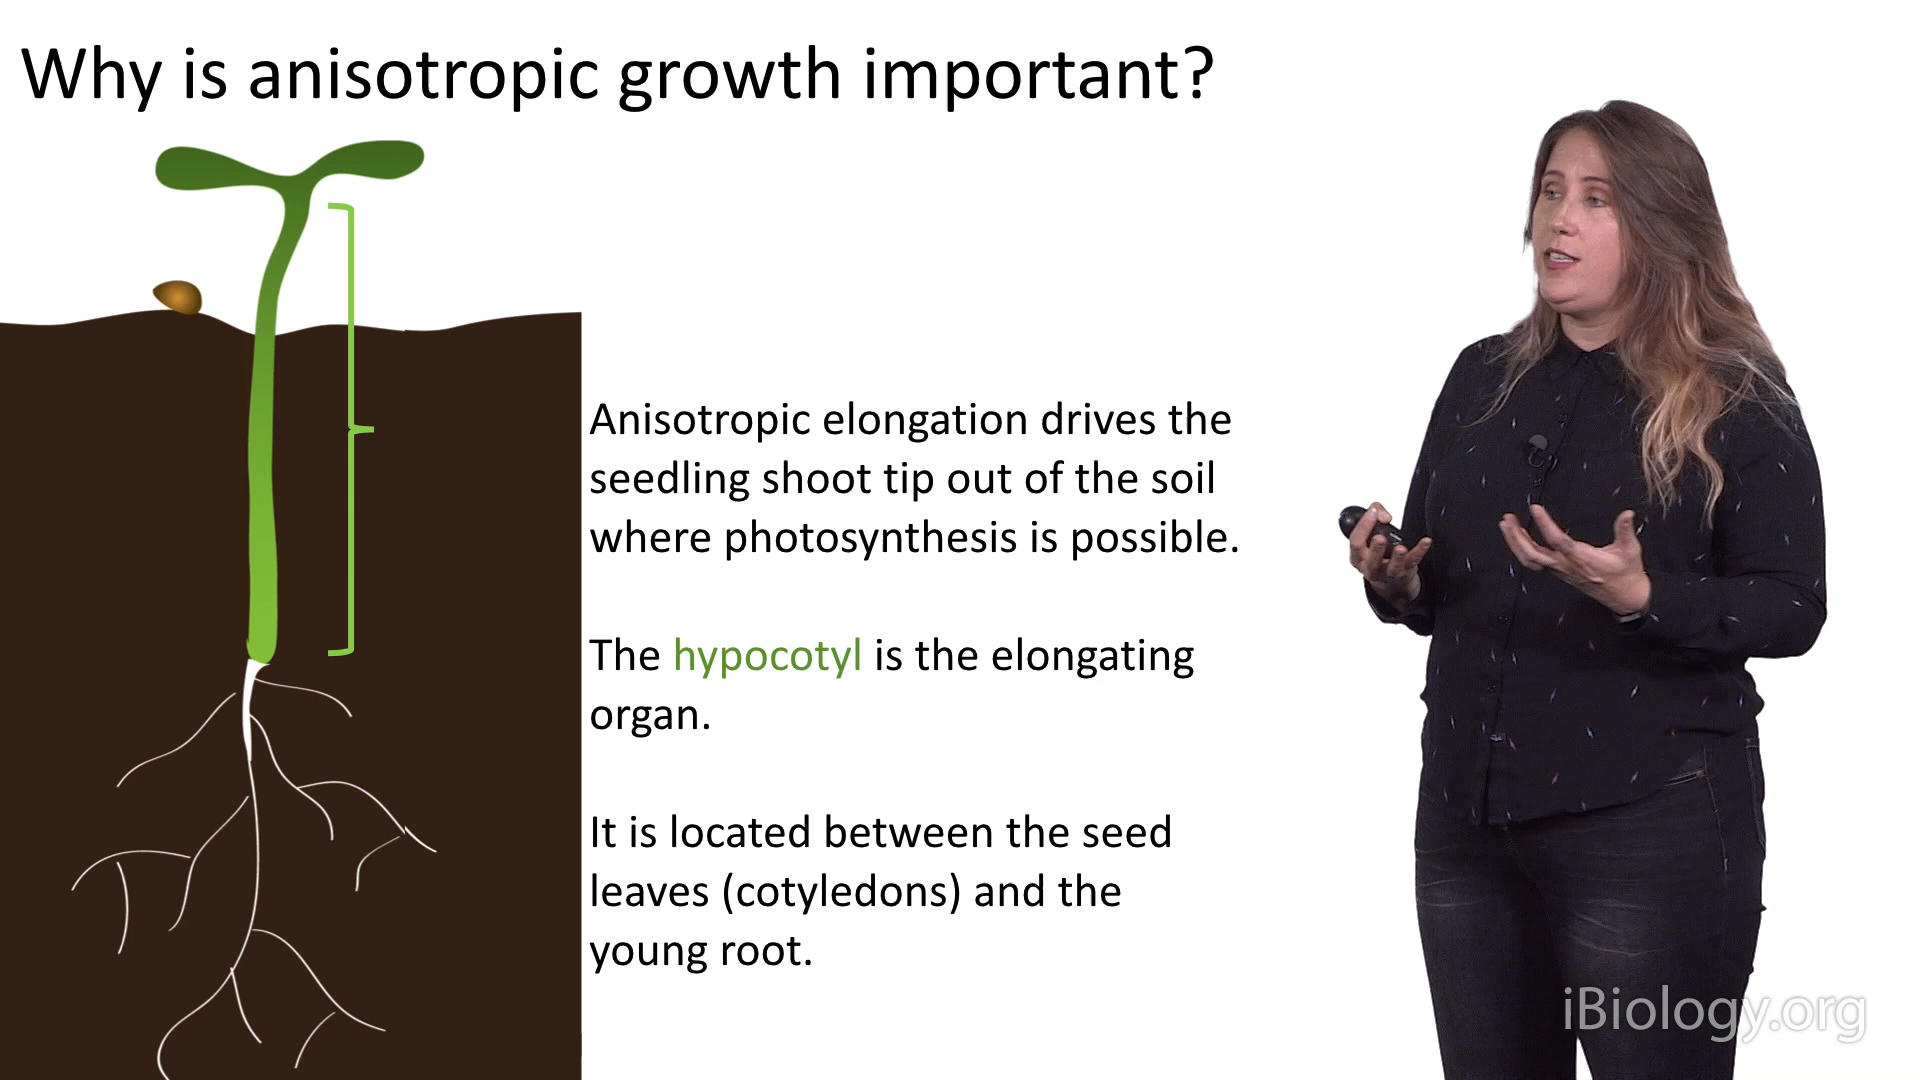 Why is anisotropic growth important?
Anisotropic elongation drives the
seedling shoot tip out of the soil
where photosynthesis is possible.
The hypocotyl is the elongating
organ.
It is located between the seed
leaves (cotyledons) and the
young root.
iBiology.org